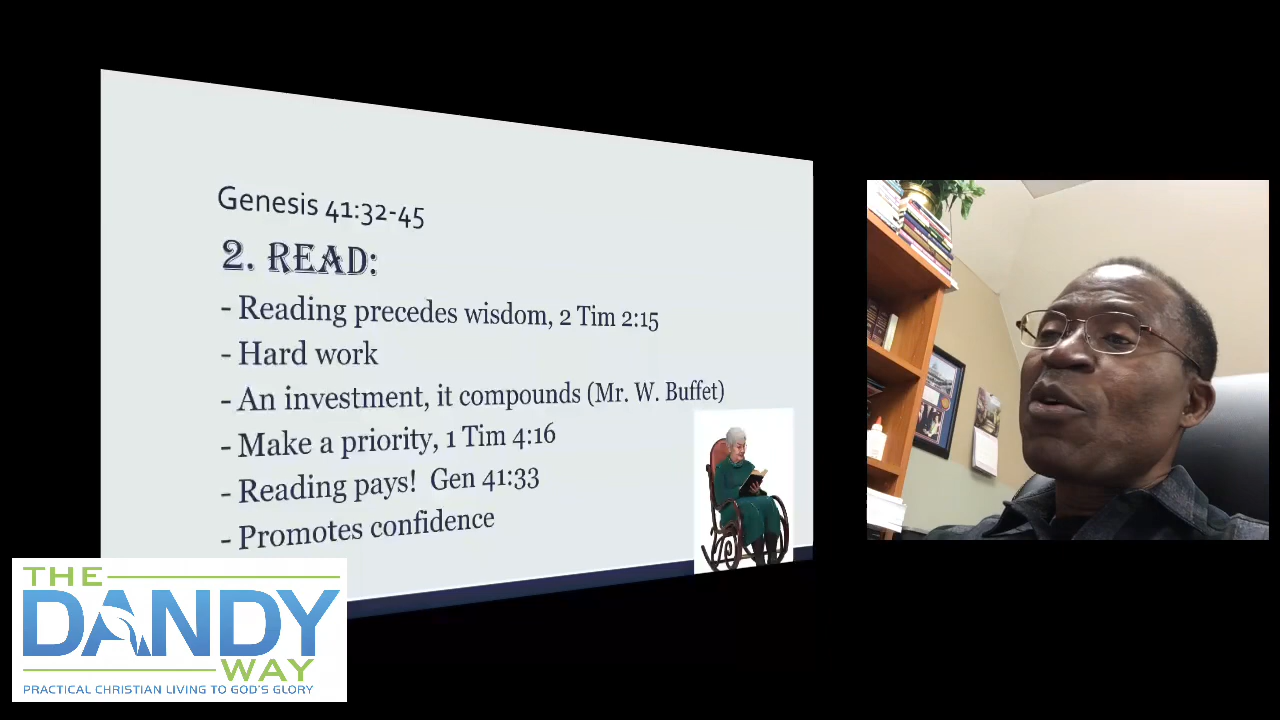 Genesis 41:32-45
2. READ:
- Reading precedes wisdom, 2 Tim 2:15
- Hard work
- An investment, it compounds (Mr. W. Buffet)
- Make a priority, 1 Tim 4:16
- Reading pays! Gen 41:33
- Promotes confidence
THE
DANDY
WAY
PRACTICAL CHRISTIAN LIVING TO GOD'S GLORY